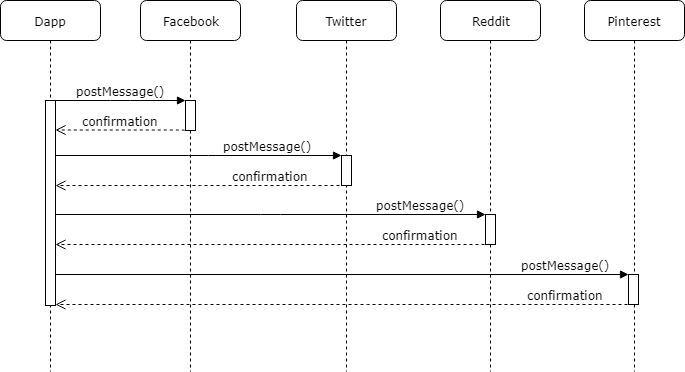 Dapp
Facebook
Twitter
Reddit
Pinterest
postMessage()
confirmation
postMessage()
confirmation
postMessage()
confirmation
postMessage()
confirmation